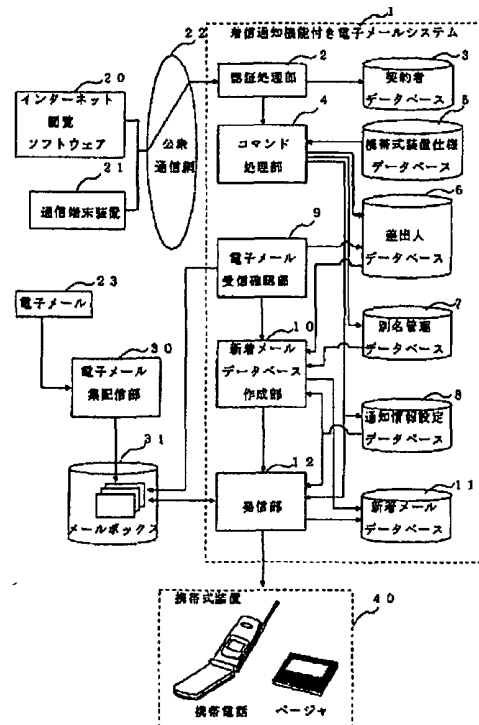 1
着信通知機能付き電子メールシステム
22
2
3
20
認証処理部
契約者
データベース
インターネット
閲覧
ソフトウェア
4
5
公衆
通信網
コマンド
処理部
携帯式装置仕様
データベース
21
通信端末装置
6
9
差出人
データベース
23
電子メール
受信確認部
電子メール
7
10
30
別名管理
データベース
新着メール
データベース
作成部
電子メール
集配信部
8
31
12
通知情報設定
データベース
発信部
11
メールボックス
新着メール
データベース
携帯式装置
40
携帯電話
ページャ